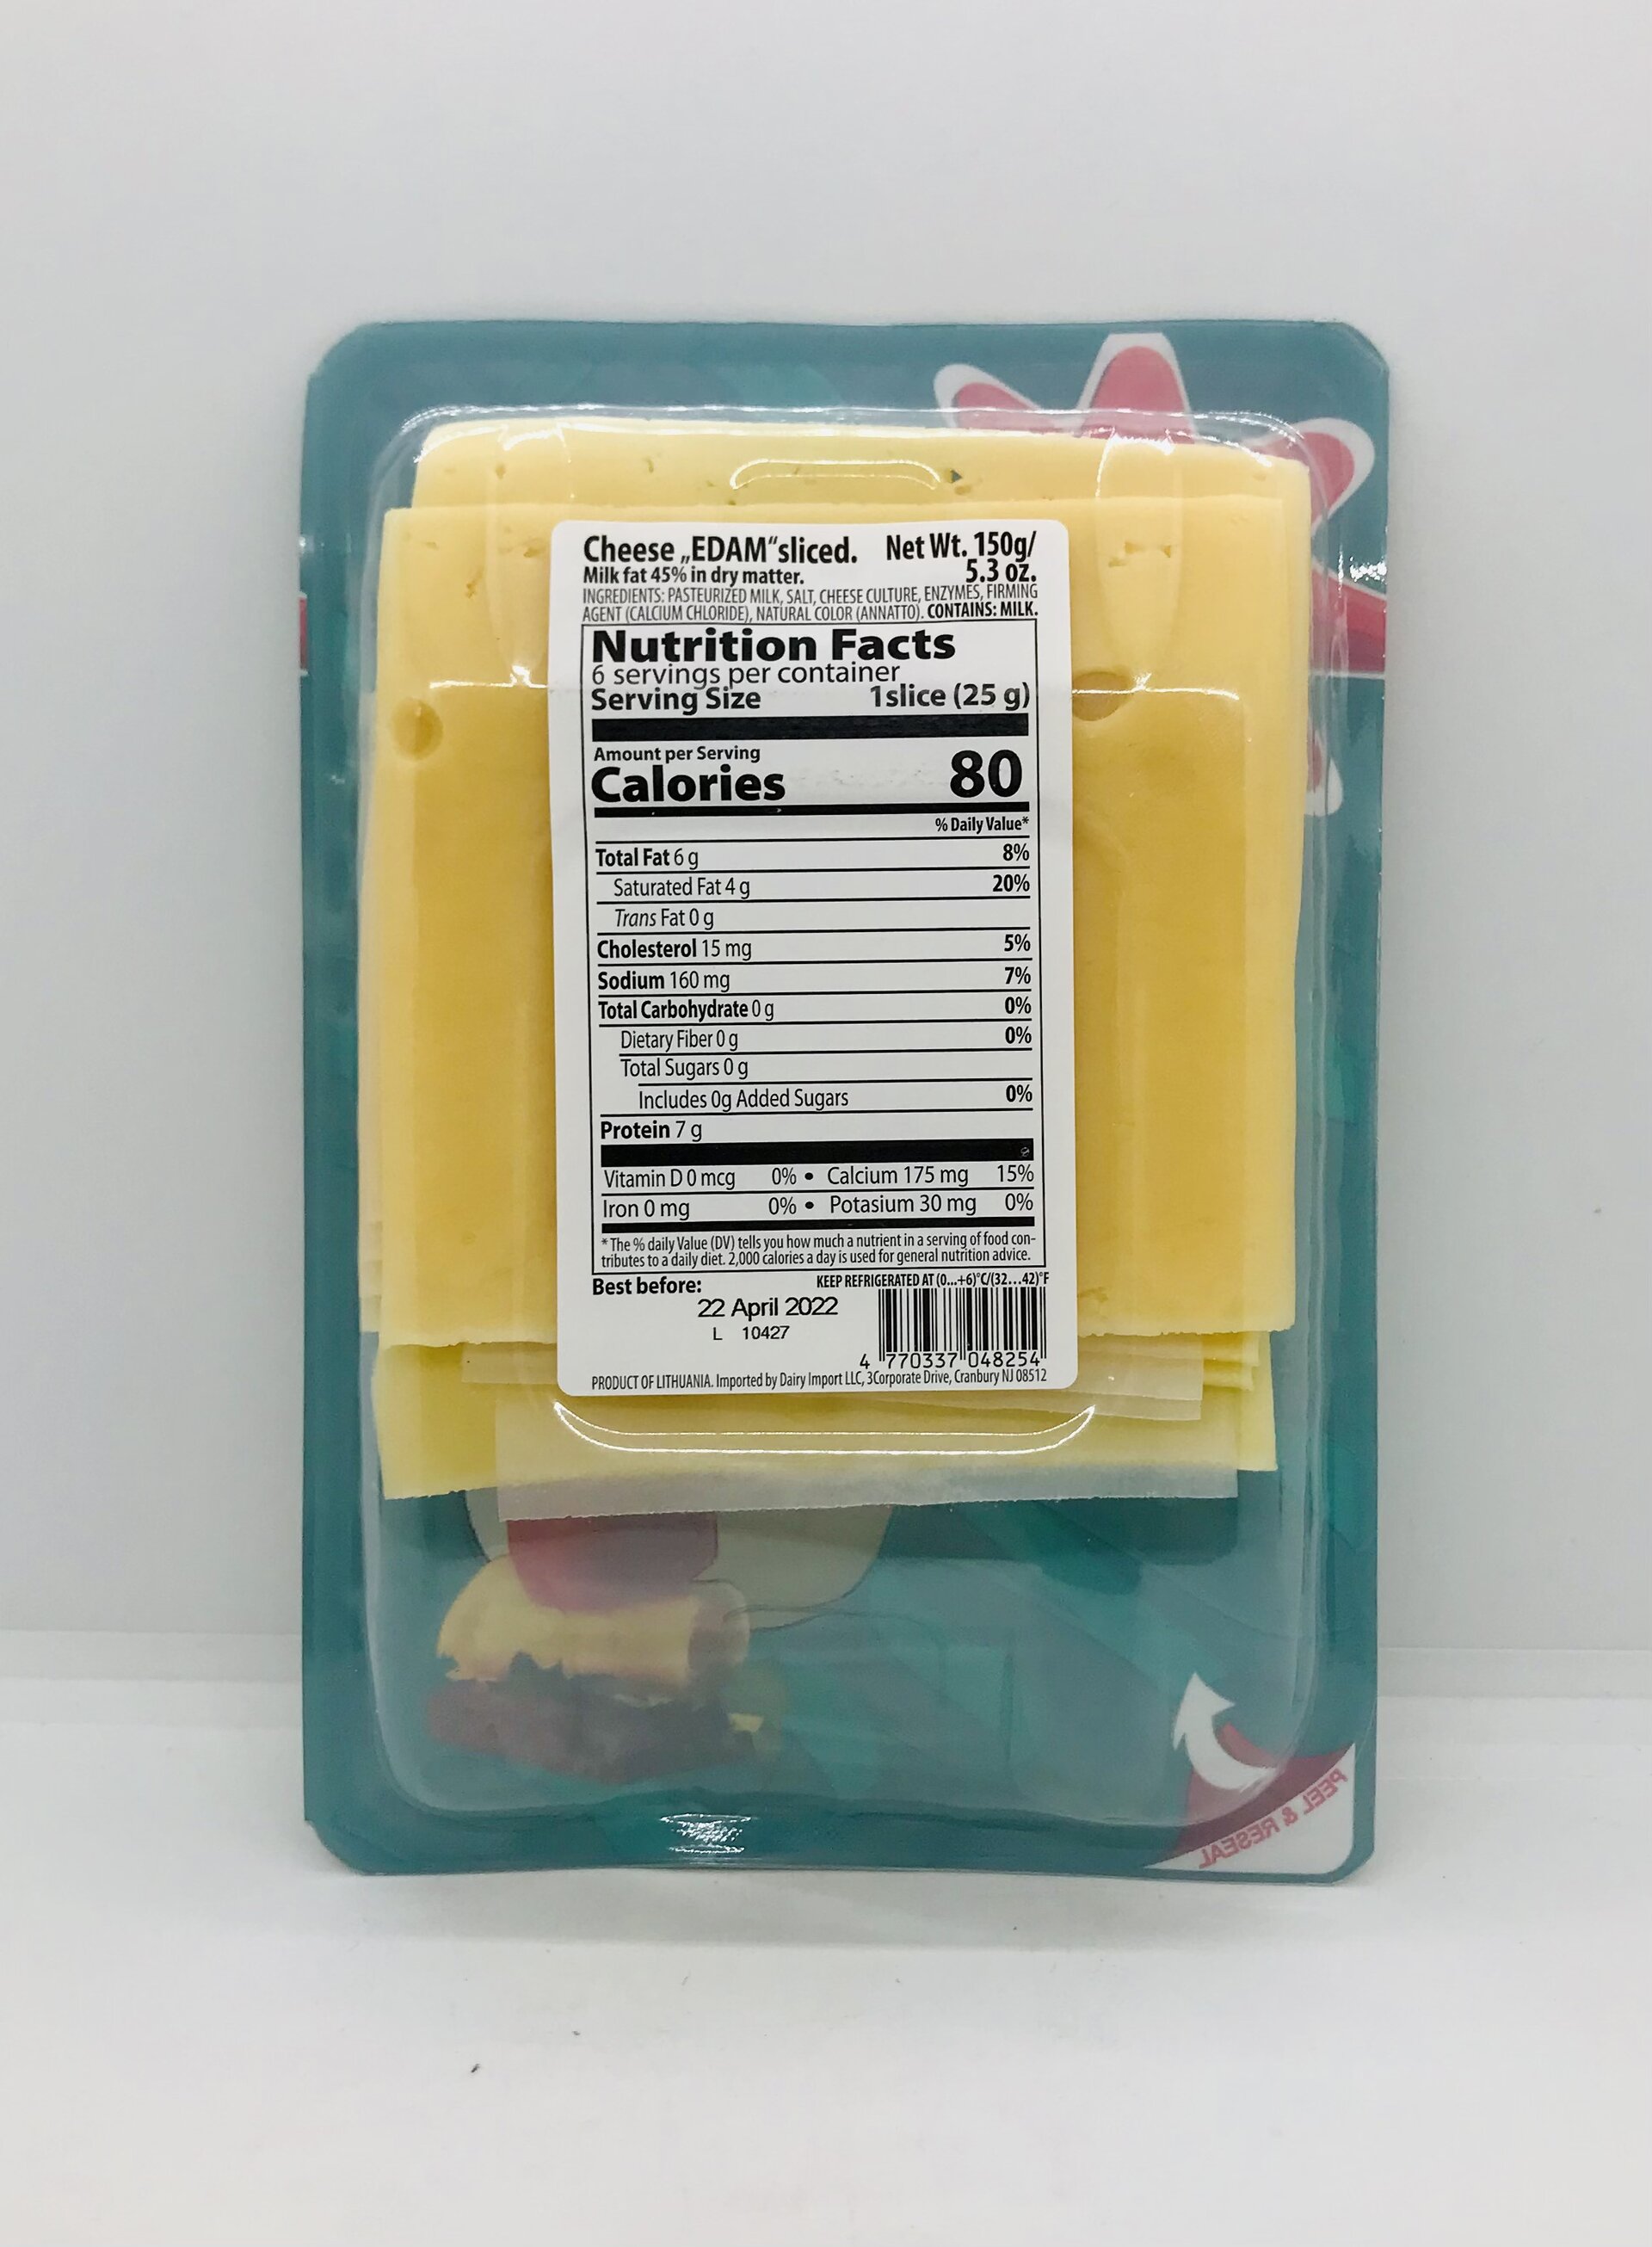 Cheese „EDAM“sliced. Net Wt. 150g/
Milk fat 45% in dry matter. 5.3 oz.
INGREDIENTS: PASTEURIZED MILK, SALT, CHEESE CULTURE, ENZYMES, FIRMING
AGENT (CALCIUM CHLORIDE), NATURAL COLOR (ANNATTO). CONTAINS: MILK.
Nutrition Facts
6 servings per container
Serving Size 1slice (25 g)
Amount per Serving
Calories 80
% Daily Value*
Total Fat 6 g 8%
Saturated Fat 4 g 20%
Trans Fat 0 g
Cholesterol 15 mg 5%
Sodium 160 mg 7%
Total Carbohydrate 0 g 0%
Dietary Fiber 0 g 0%
Total Sugars 0 g
Includes 0g Added Sugars 0%
Protein 7 g
Vitamin D 0 mcg 0% • Calcium 175 mg 15%
Iron 0 mg 0% • Potasium 30 mg 0%
* The % daily Value (DV) tells you how much a nutrient in a serving of food con-
tributes to a daily diet. 2,000 calories a day is used for general nutrition advice.
Best before: KEEP REFRIGERATED AT (0...+6)°C/(32...42)°F
22 April 2022
L 10427
4 770337 048254
PRODUCT OF LITHUANIA. Imported by Dairy Import LLC, 3Corporate Drive, Cranbury NJ 08512
PEEL & RESEAL